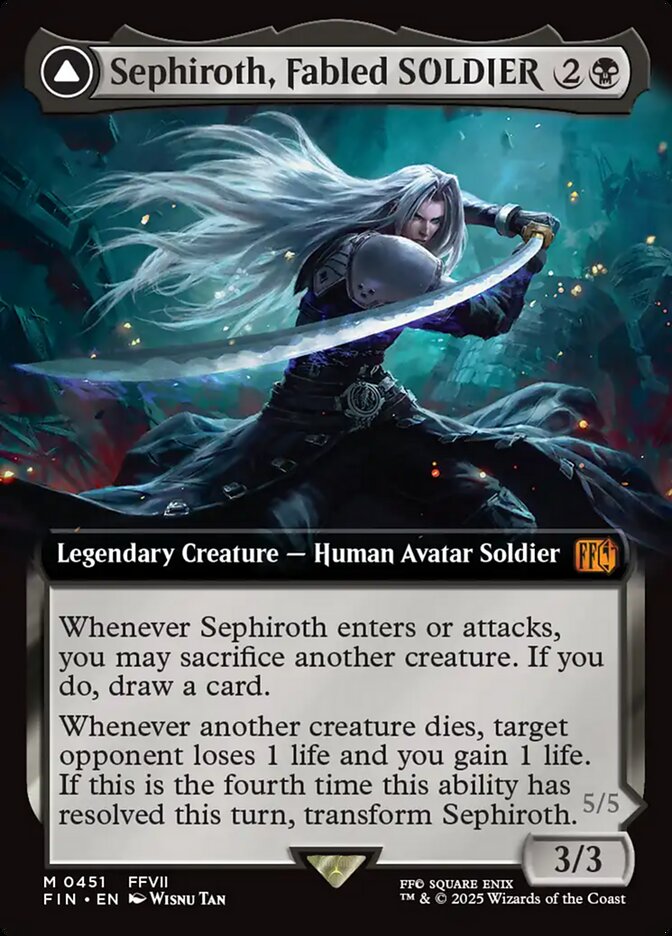 Sephiroth, Fabled SOLDIER 2
Legendary Creature — Human Avatar Soldier
Whenever Sephiroth enters or attacks,
you may sacrifice another creature. If you
do, draw a card.
Whenever another creature dies, target
opponent loses 1 life and you gain 1 life.
If this is the fourth time this ability has
resolved this turn, transform Sephiroth.
5/5
3/3
M 0451 FFVII
FIN • EN Wisnu Tan
FF© SQUARE ENIX
™ & © 2025 Wizards of the Coast